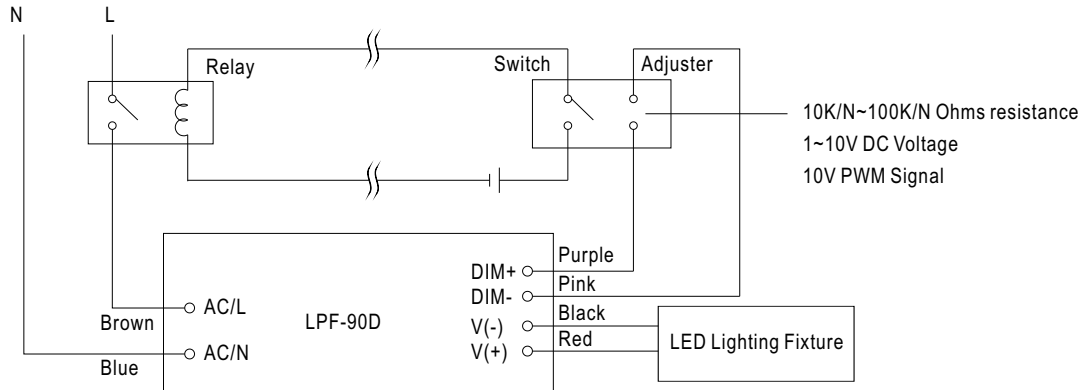 N
L
Relay
Switch
Adjuster
10K/N~100K/N Ohms resistance
1~10V DC Voltage
10V PWM Signal
Purple
DIM+
Pink
DIM-
Black
V(-)
Red
V(+)
AC/L
Brown
LPF-90D
LED Lighting Fixture
AC/N
Blue